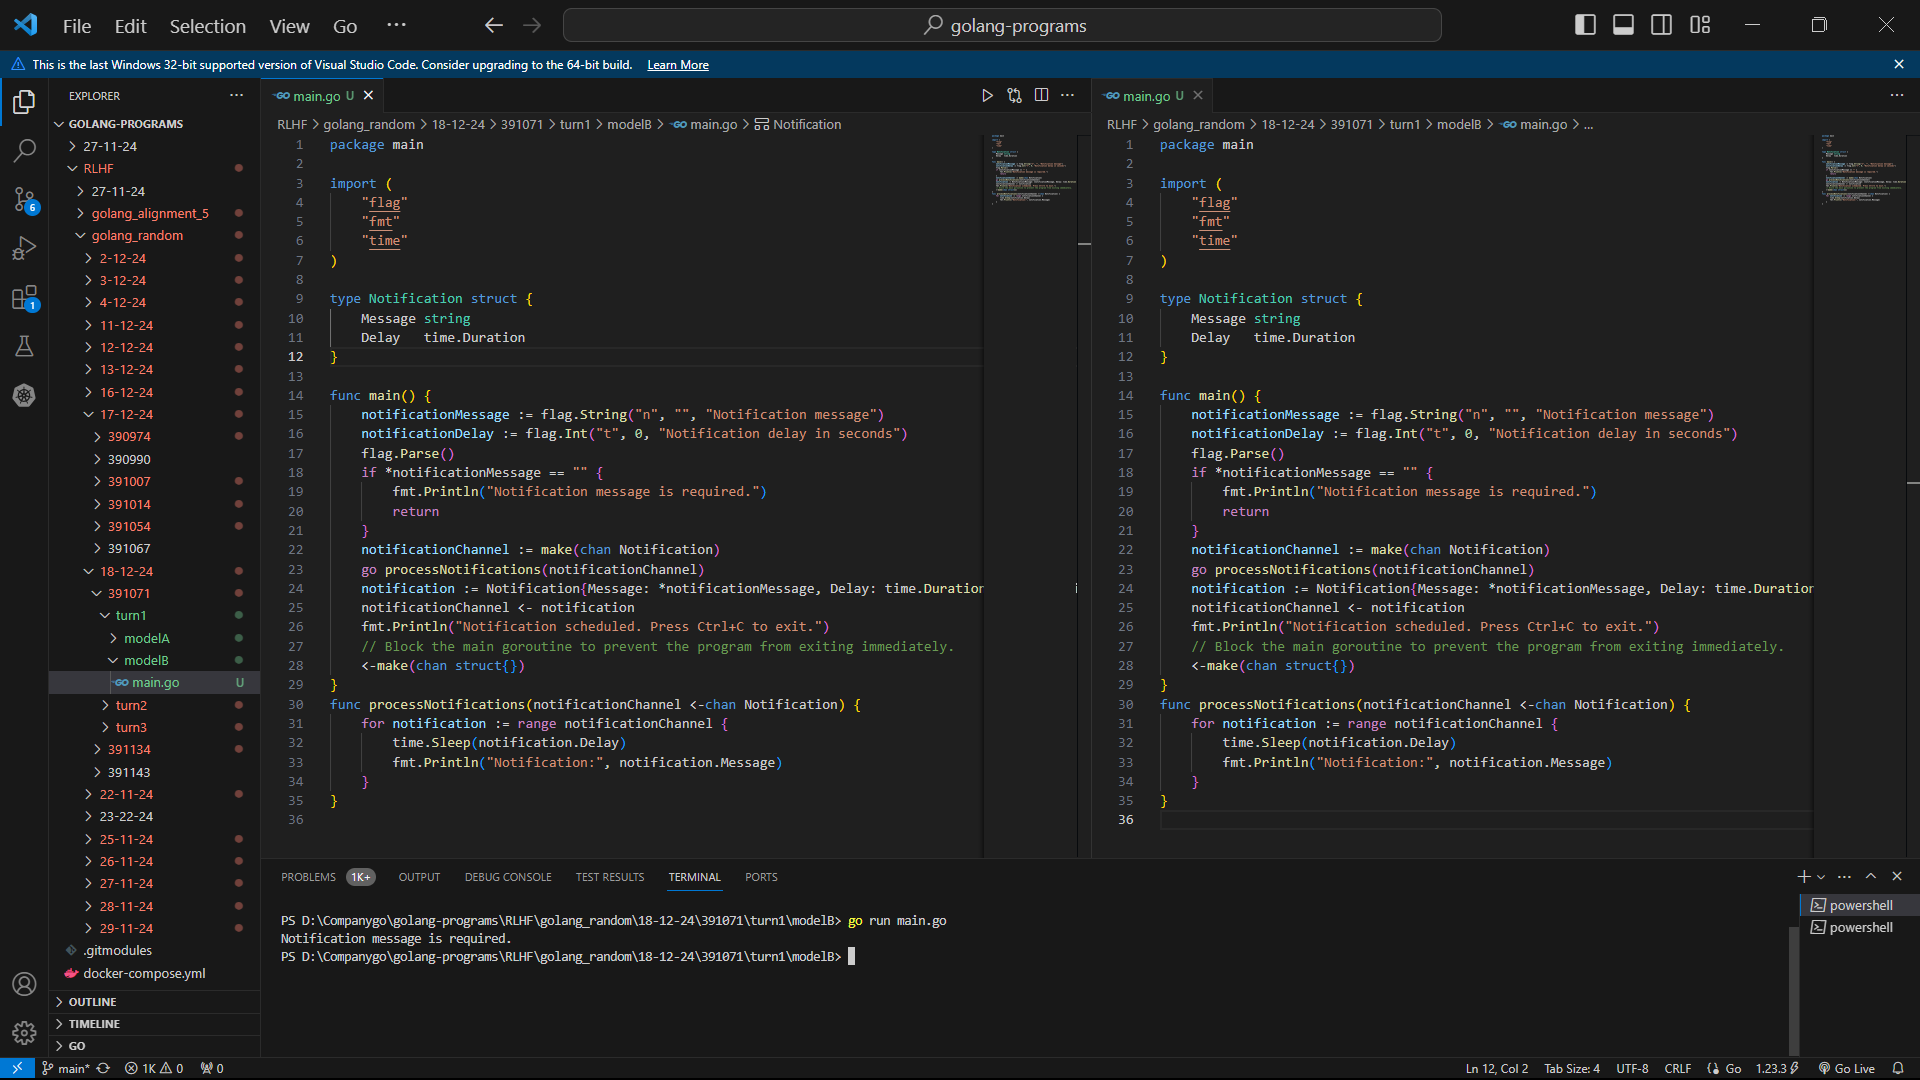 File Edit Selection View Go ··· golang-programs
This is the last Windows 32-bit supported version of Visual Studio Code. Consider upgrading to the 64-bit build. Learn More
EXPLORER
GOLANG-PROGRAMS
27-11-24
RLHF
27-11-24
golang_alignment_5
golang_random
2-12-24
3-12-24
4-12-24
11-12-24
12-12-24
13-12-24
16-12-24
17-12-24
390974
390990
391007
391014
391054
391067
18-12-24
391071
turn1
modelA
modelB
main.go U
turn2
turn3
391134
391143
22-11-24
23-22-24
25-11-24
26-11-24
27-11-24
28-11-24
29-11-24
.gitmodules
docker-compose.yml
OUTLINE
TIMELINE
GO
6
1
main.go U
RLHF > golang_random > 18-12-24 > 391071 > turn1 > modelB > main.go > Notification
1 package main
2
3 import (
4 "flag"
5 "fmt"
6 "time"
7 )
8
9 type Notification struct {
10 Message string
11 Delay time.Duration
12 }
13
14 func main() {
15 notificationMessage := flag.String("n", "", "Notification message")
16 notificationDelay := flag.Int("t", 0, "Notification delay in seconds")
17 flag.Parse()
18 if *notificationMessage == "" {
19 fmt.Println("Notification message is required.")
20 return
21 }
22 notificationChannel := make(chan Notification)
23 go processNotifications(notificationChannel)
24 notification := Notification{Message: *notificationMessage, Delay: time.Duration
25 notificationChannel <- notification
26 fmt.Println("Notification scheduled. Press Ctrl+C to exit.")
27 // Block the main goroutine to prevent the program from exiting immediately.
28 <-make(chan struct{})
29 }
30 func processNotifications(notificationChannel <-chan Notification) {
31 for notification := range notificationChannel {
32 time.Sleep(notification.Delay)
33 fmt.Println("Notification:", notification.Message)
34 }
35 }
36
main.go U
RLHF > golang_random > 18-12-24 > 391071 > turn1 > modelB > main.go > ...
1 package main
2
3 import (
4 "flag"
5 "fmt"
6 "time"
7 )
8
9 type Notification struct {
10 Message string
11 Delay time.Duration
12 }
13
14 func main() {
15 notificationMessage := flag.String("n", "", "Notification message")
16 notificationDelay := flag.Int("t", 0, "Notification delay in seconds")
17 flag.Parse()
18 if *notificationMessage == "" {
19 fmt.Println("Notification message is required.")
20 return
21 }
22 notificationChannel := make(chan Notification)
23 go processNotifications(notificationChannel)
24 notification := Notification{Message: *notificationMessage, Delay: time.Duration
25 notificationChannel <- notification
26 fmt.Println("Notification scheduled. Press Ctrl+C to exit.")
27 // Block the main goroutine to prevent the program from exiting immediately.
28 <-make(chan struct{})
29 }
30 func processNotifications(notificationChannel <-chan Notification) {
31 for notification := range notificationChannel {
32 time.Sleep(notification.Delay)
33 fmt.Println("Notification:", notification.Message)
34 }
35 }
36
PROBLEMS 1K+ OUTPUT DEBUG CONSOLE TEST RESULTS TERMINAL PORTS
PS D:\Companygo\golang-programs\RLHF\golang_random\18-12-24\391071\turn1\modelB> go run main.go
Notification message is required.
PS D:\Companygo\golang-programs\RLHF\golang_random\18-12-24\391071\turn1\modelB>
powershell
powershell
main* 1K 0 0 Ln 12, Col 2 Tab Size: 4 UTF-8 CRLF Go 1.23.3 Go Live